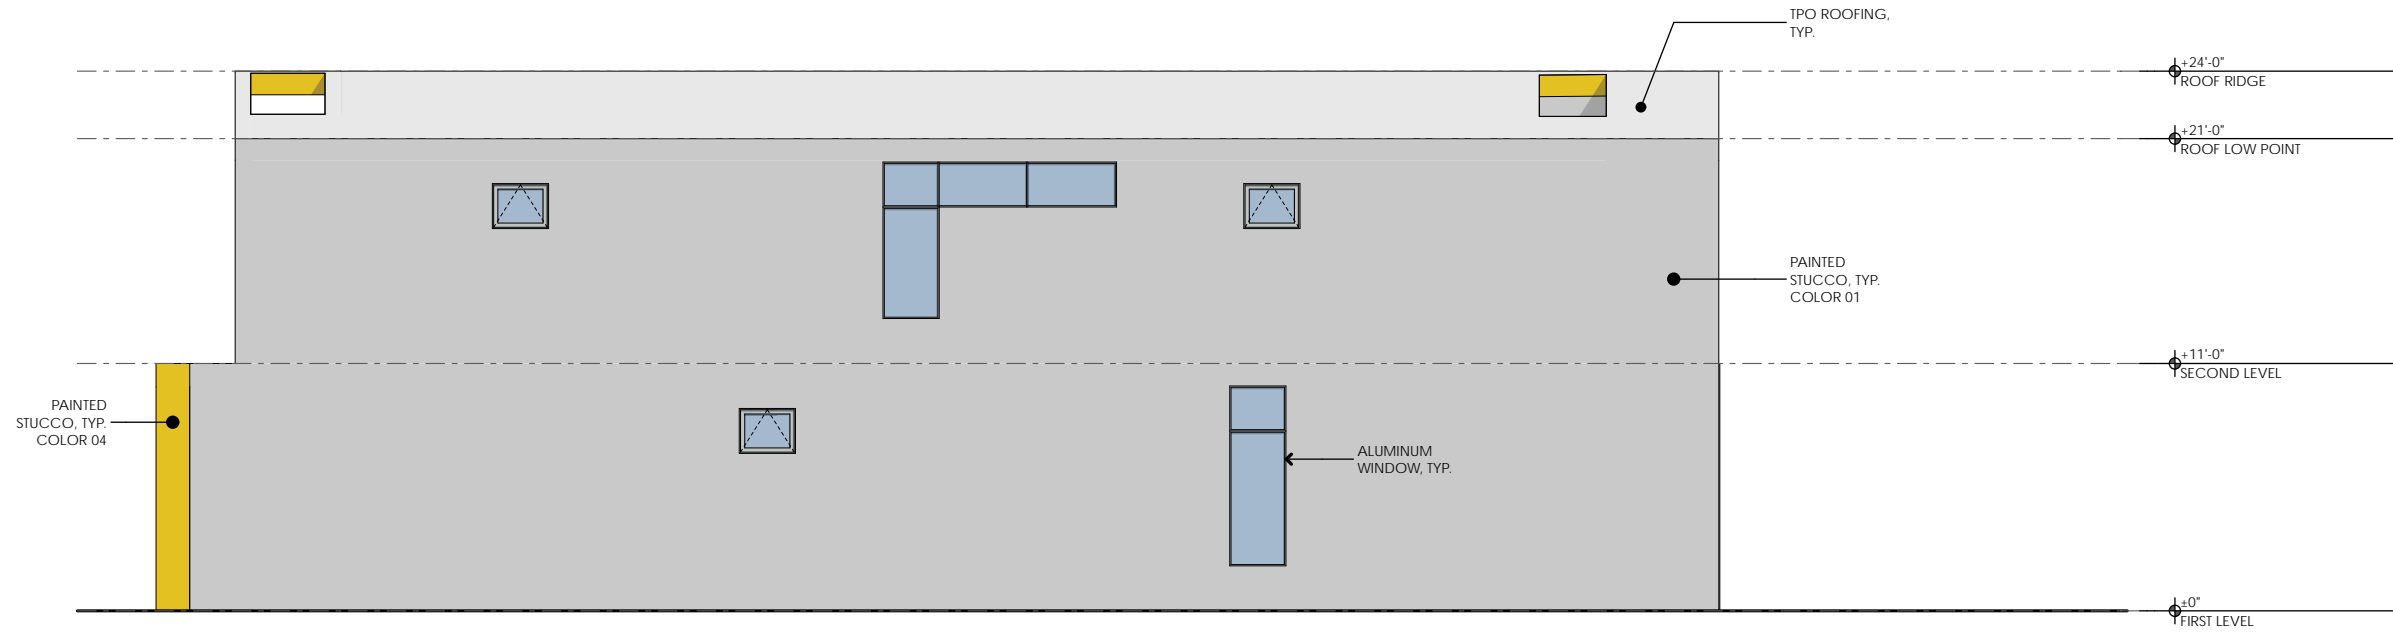 TPO ROOFING,
TYP.
+24'-0"
ROOF RIDGE
+21'-0"
ROOF LOW POINT
PAINTED
STUCCO, TYP.
COLOR 01
+11'-0"
SECOND LEVEL
PAINTED
STUCCO, TYP.
COLOR 04
ALUMINUM
WINDOW, TYP.
±0"
FIRST LEVEL